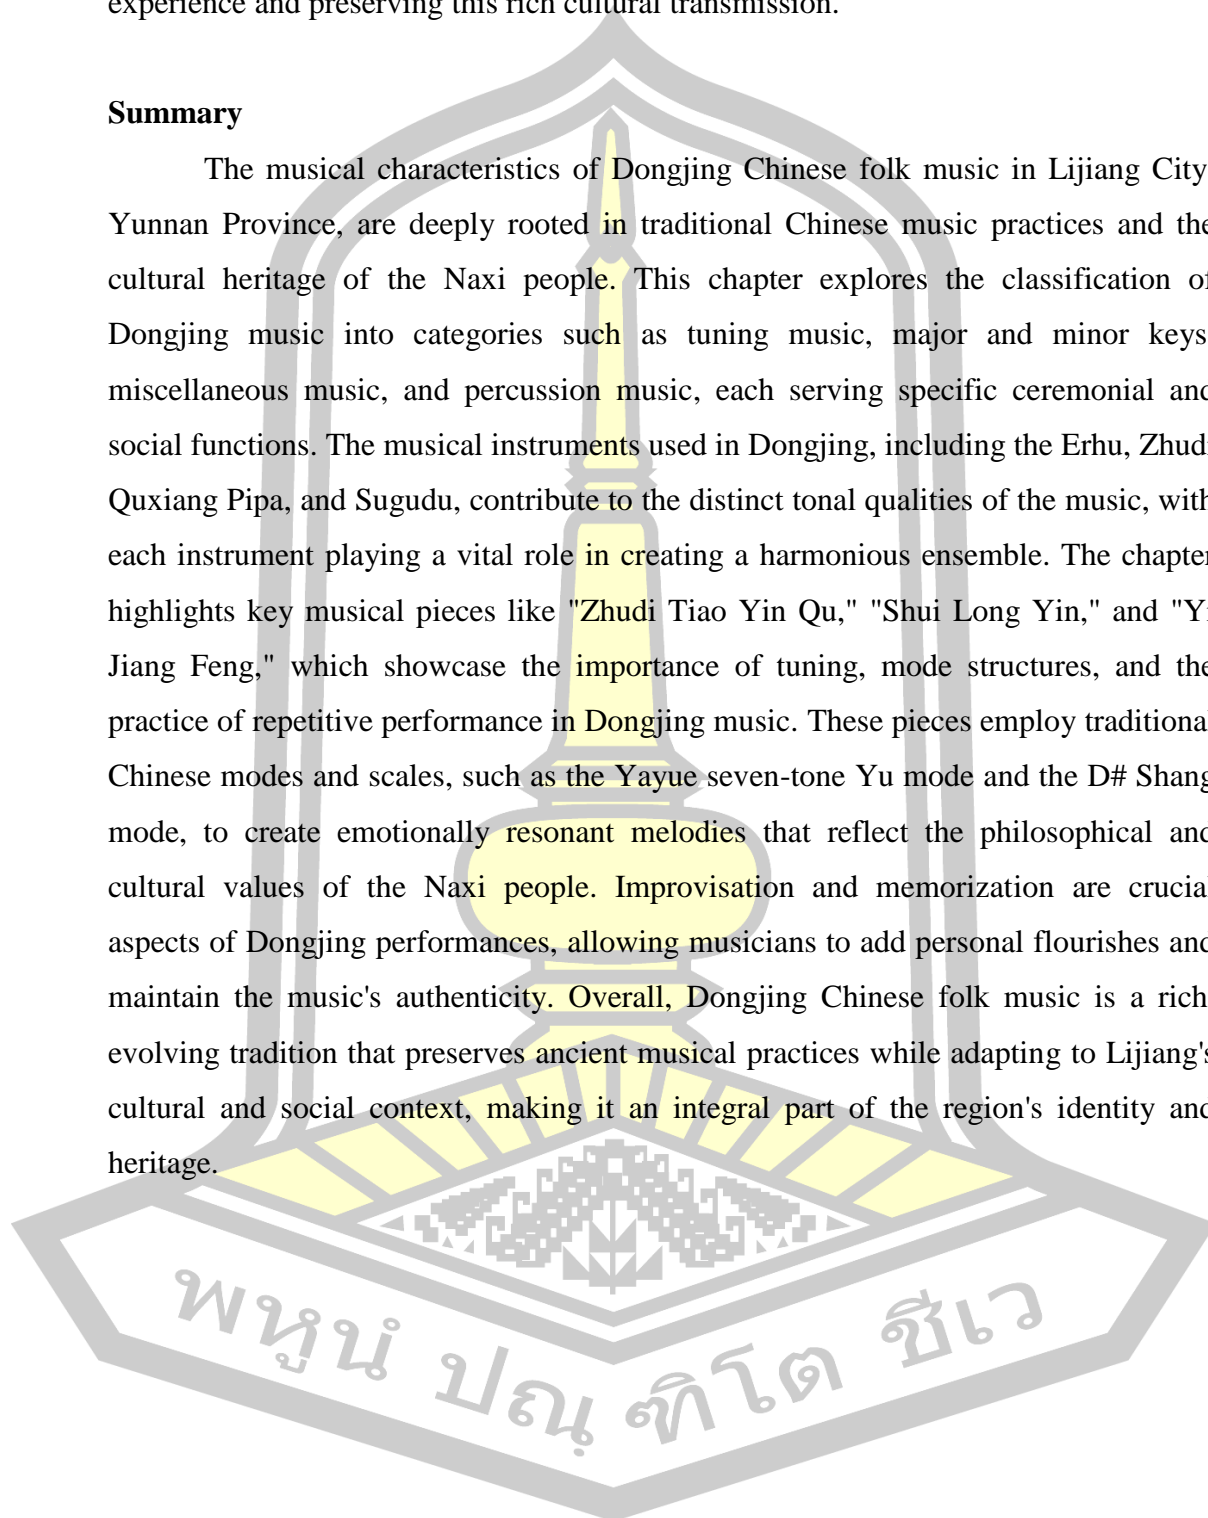 experience and preserving this rich cultural transmission.
Summary
The musical characteristics of Dongjing Chinese folk music in Lijiang City
Yunnan Province, are deeply rooted in traditional Chinese music practices and the
cultural heritage of the Naxi people. This chapter explores the classification of
Dongjing music into categories such as tuning music, major and minor keys
miscellaneous music, and percussion music, each serving specific ceremonial and
social functions. The musical instruments used in Dongjing, including the Erhu, Zhudi
Quxiang Pipa, and Sugudu, contribute to the distinct tonal qualities of the music, with
each instrument playing a vital role in creating a harmonious ensemble. The chapter
highlights key musical pieces like "Zhudi Tiao Yin Qu," "Shui Long Yin," and "Yi
Jiang Feng," which showcase the importance of tuning, mode structures, and the
practice of repetitive performance in Dongjing music. These pieces employ traditional
Chinese modes and scales, such as the Yayue seven-tone Yu mode and the D# Shang
mode, to create emotionally resonant melodies that reflect the philosophical and
cultural values of the Naxi people. Improvisation and memorization are crucial
aspects of Dongjing performances, allowing musicians to add personal flourishes and
maintain the music's authenticity. Overall, Dongjing Chinese folk music is a rich
evolving tradition that preserves ancient musical practices while adapting to Lijiang's
cultural and social context, making it an integral part of the region's identity and
heritage.
พหูนํ ปณฺฑิโต ชีเว